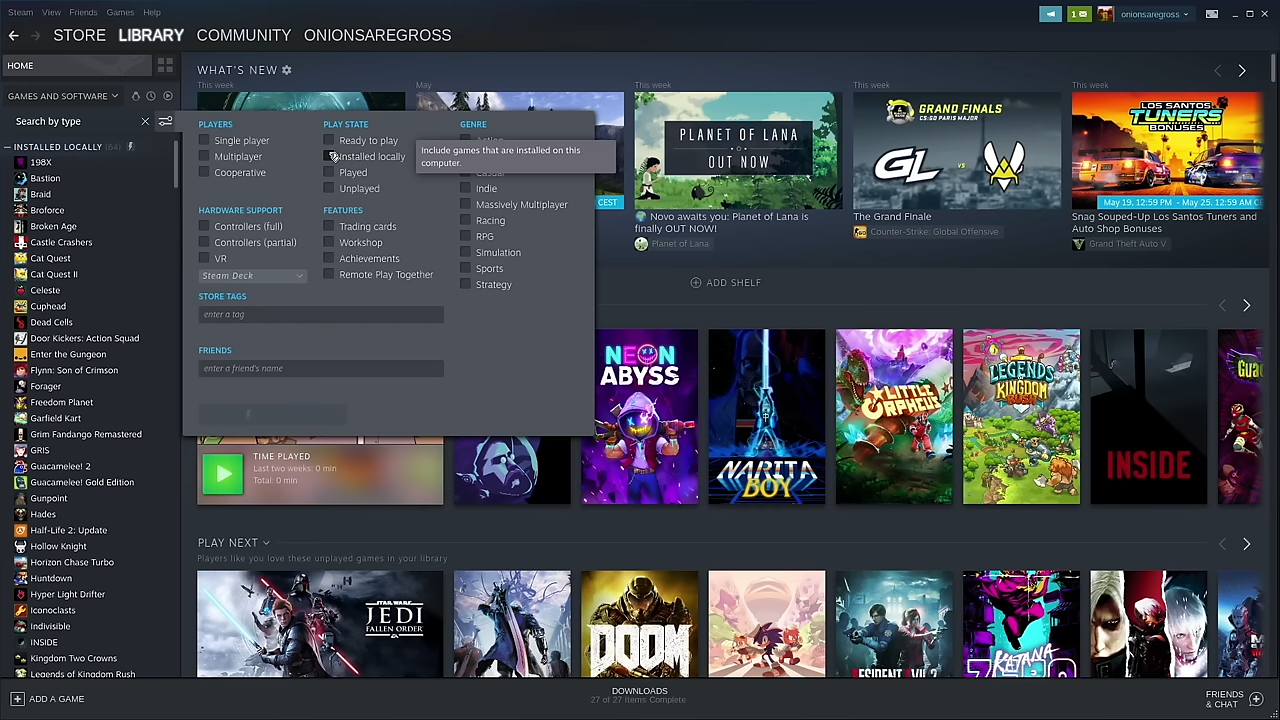 Steam View Friends Games Help
1
onionsaregross
STORE LIBRARY COMMUNITY ONIONSAREGROSS
HOME
GAMES AND SOFTWARE
Search by type
INSTALLED LOCALLY (64)
198X
Bastion
Braid
Broforce
Broken Age
Castle Crashers
Cat Quest
Cat Quest II
Celeste
Cuphead
Dead Cells
Door Kickers: Action Squad
Enter the Gungeon
Flynn: Son of Crimson
Forager
Freedom Planet
Garfield Kart
Grim Fandango Remastered
GRIS
Guacamelee! 2
Guacamelee! Gold Edition
Gunpoint
Hades
Half-Life 2: Update
Hollow Knight
Horizon Chase Turbo
Huntdown
Hyper Light Drifter
Iconoclasts
Indivisible
INSIDE
Kingdom Two Crowns
Legends of Kingdom Rush
WHAT'S NEW
This week
May
This week
This week
This week
PLAYERS
Single player
Multiplayer
Cooperative
PLAY STATE
Ready to play
Installed locally
Played
Unplayed
GENRE
Include games that are installed on this
computer.
Casual
Indie
Massively Multiplayer
Racing
RPG
Simulation
Sports
Strategy
HARDWARE SUPPORT
Controllers (full)
Controllers (partial)
VR
Steam Deck
FEATURES
Trading cards
Workshop
Achievements
Remote Play Together
STORE TAGS
enter a tag
FRIENDS
enter a friend's name
CEST
PLANET OF LANA
OUT NOW
Novo awaits you: Planet of Lana is
finally OUT NOW!
Planet of Lana
GRAND FINALS
CS:GO PARIS MAJOR
GL
VS
The Grand Finale
Counter-Strike: Global Offensive
LOS SANTOS
TUNERS
BONUSES
May 19, 12:59 PM - May 25, 12:59 AM CE
Snag Souped-Up Los Santos Tuners and
Auto Shop Bonuses
Grand Theft Auto V
ADD SHELF
TIME PLAYED
Last two weeks: 0 min
Total: 0 min
NEON
ABYSS
NARITA
BOY
LITTLE
ORPHEUS
LEGENDS
OF
KINGDOM
RUSH
INSIDE
Guac
PLAY NEXT
Players like you love these unplayed games in your library
STAR WARS
JEDI
FALLEN ORDER
DOOM
RESIDENT EVIL 2
KATANA
ADD A GAME
DOWNLOADS
27 of 27 Items Complete
FRIENDS
& CHAT